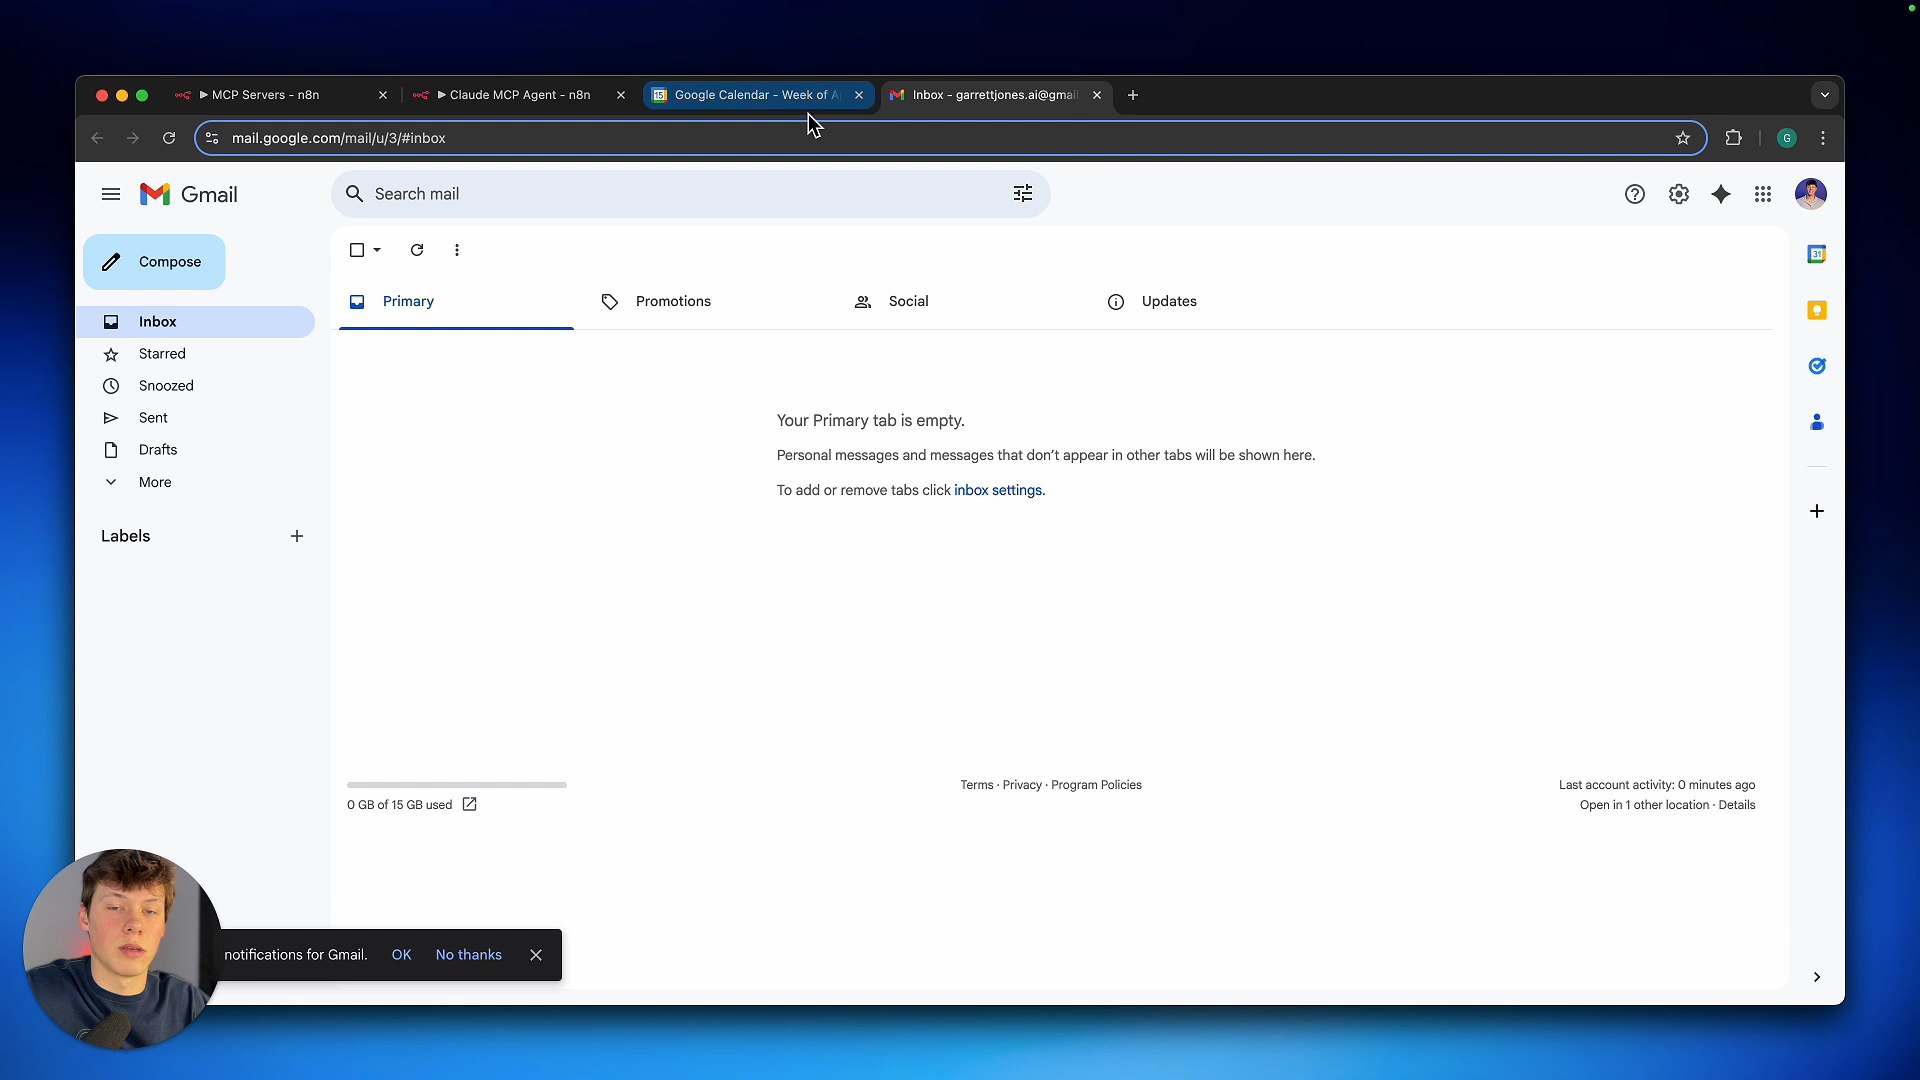 MCP Servers - n8n
Claude MCP Agent - n8n
15
Google Calendar - Week of A
Inbox - garrettjones.ai@gmai
mail.google.com/mail/u/3/#inbox
G
Gmail
Search mail
Compose
31
Primary
Promotions
Social
Updates
Inbox
Starred
Snoozed
Sent
Drafts
More
Labels
Your Primary tab is empty.
Personal messages and messages that don’t appear in other tabs will be shown here.
To add or remove tabs click inbox settings.
0 GB of 15 GB used
Terms · Privacy · Program Policies
Last account activity: 0 minutes ago
Open in 1 other location · Details
notifications for Gmail. OK No thanks